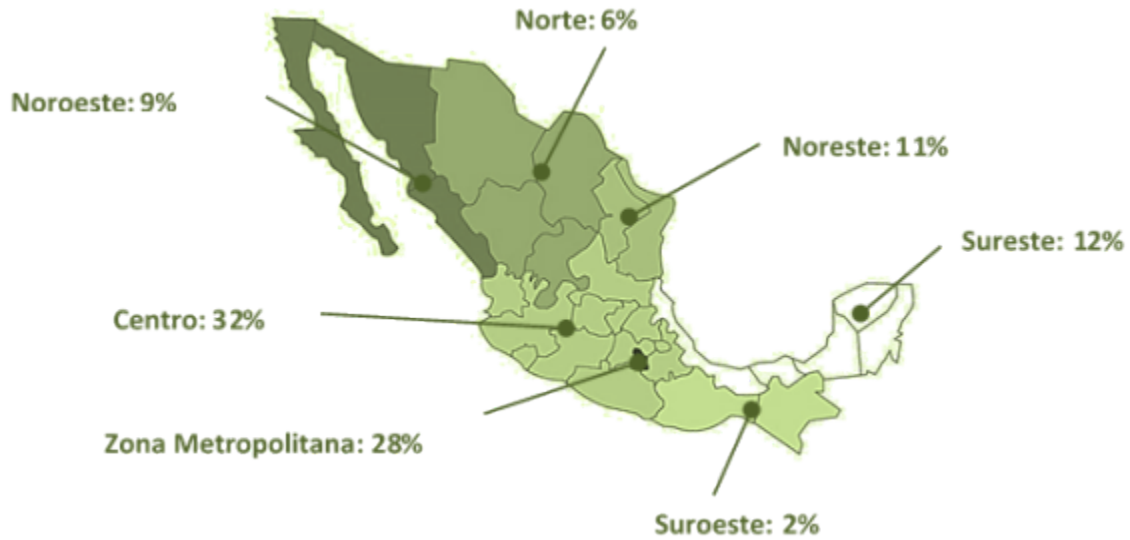 Norte: 6%
Noroeste: 9%
Noreste: 11%
Sureste: 12%
Centro: 32%
Zona Metropolitana: 28%
Suroeste: 2%